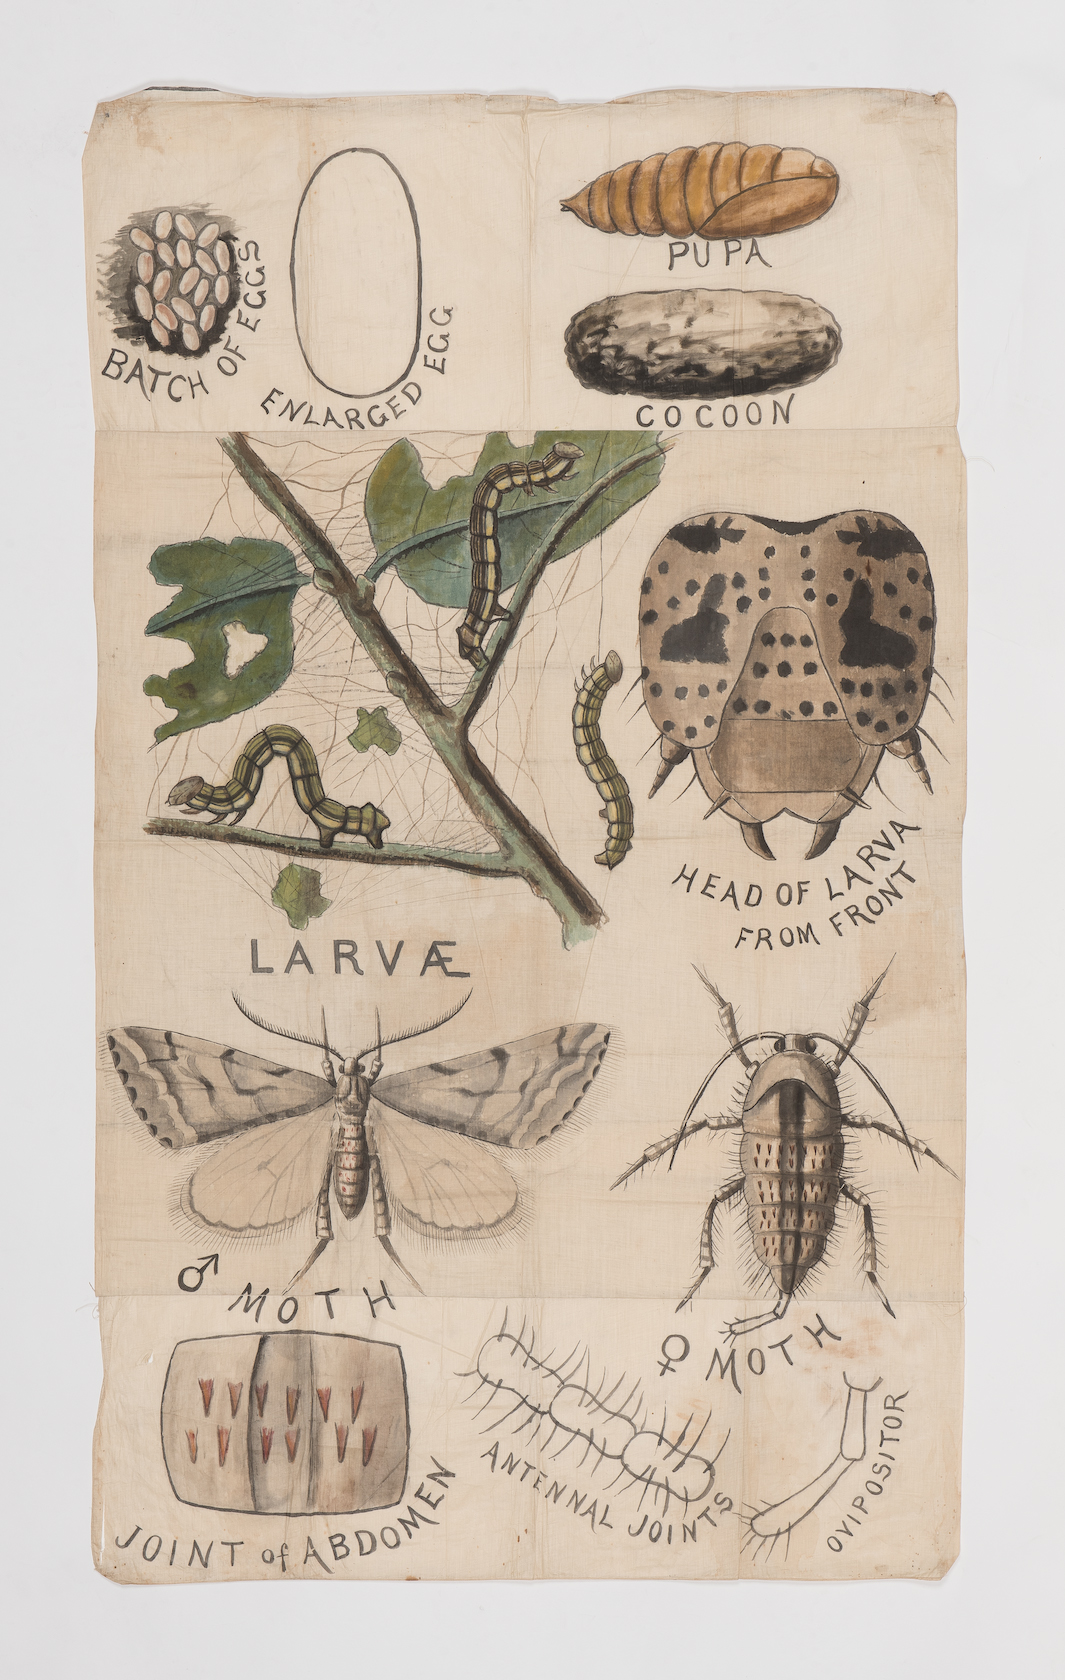 BATCH OF EGGS
ENLARGED EGG
PUPA
COCOON
LARVÆ
HEAD OF LARVA
FROM FRONT
♂ MOTH
♀ MOTH
JOINT of ABDOMEN
ANTENNAL JOINTS
OVIPOSITOR